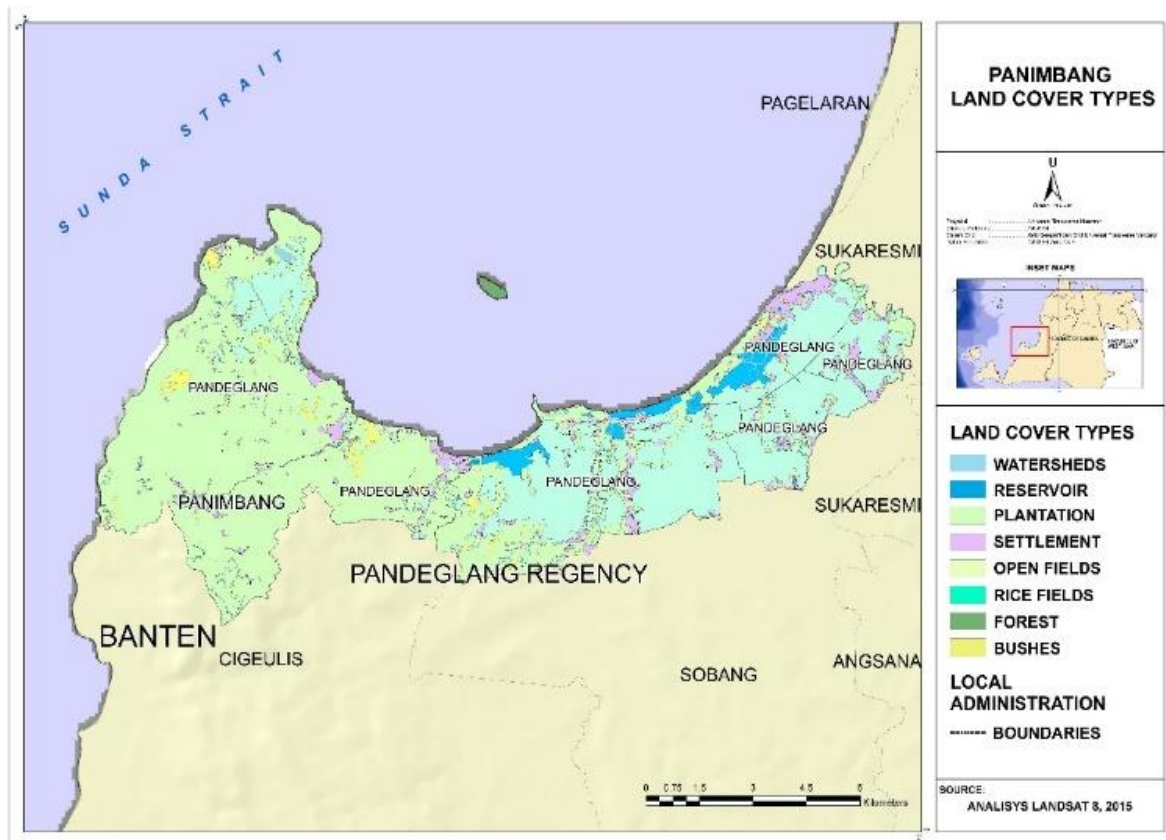 SUNDA STRAIT
PAGELARAN
SUKARESMI
PANDEGLANG
PANDEGLANG
PANDEGLANG
PANDEGLANG
PANDEGLANG
PANDEGLANG
PANIMBANG
SUKARESMI
PANDEGLANG REGENCY
BANTEN
CIGEULIS
SOBANG
ANGSANA
0 0.75 1.5 3 4.5 6
Kilometers
PANIMBANG
LAND COVER TYPES
U
INSET MAPS
LAND COVER TYPES
WATERSHEDS
RESERVOIR
PLANTATION
SETTLEMENT
OPEN FIELDS
RICE FIELDS
FOREST
BUSHES
LOCAL
ADMINISTRATION
BOUNDARIES
SOURCE:
ANALISYS LANDSAT 8, 2015